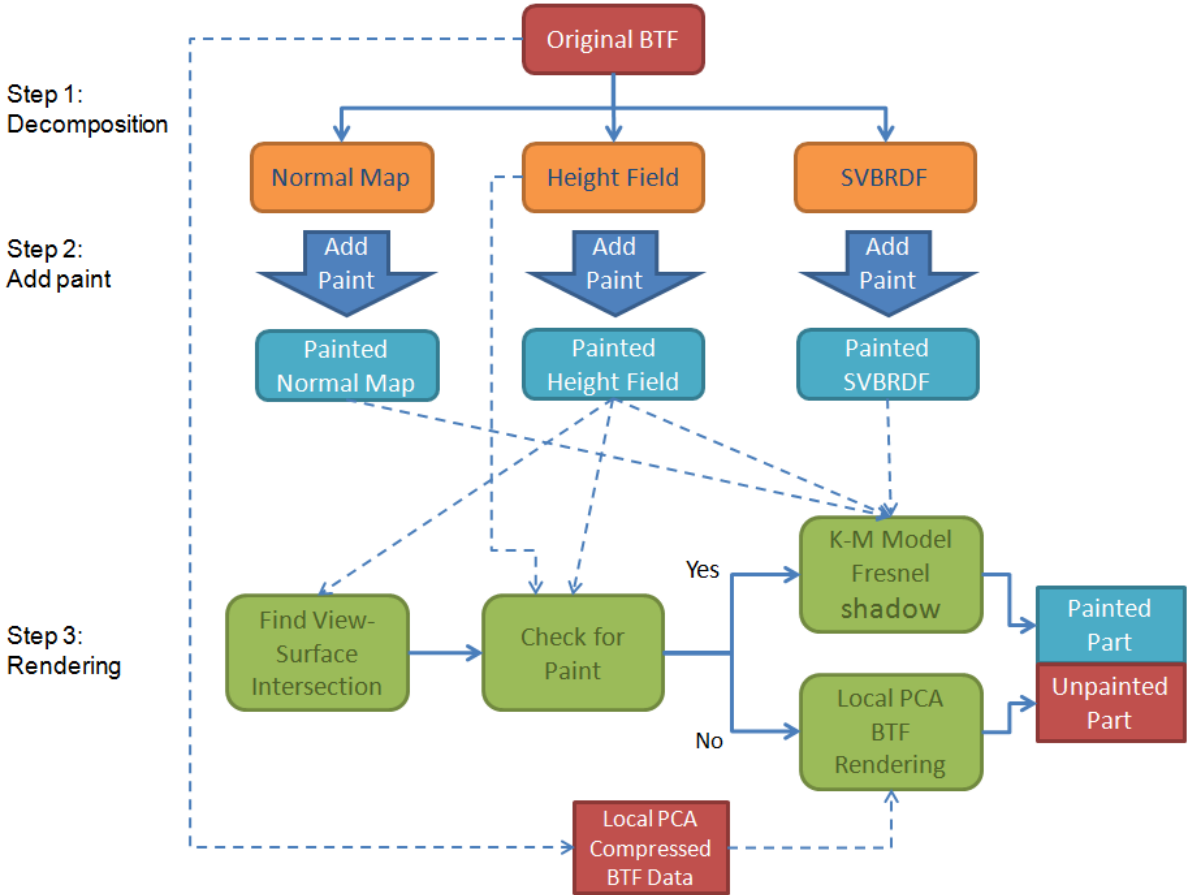 Original BTF
Step 1:
Decomposition
Normal Map
Height Field
SVBRDF
Step 2:
Add paint
Add
Paint
Add
Paint
Add
Paint
Painted
Normal Map
Painted
Height Field
Painted
SVBRDF
Step 3:
Rendering
Find View-
Surface
Intersection
Check for
Paint
Yes
No
K-M Model
Fresnel
shadow
Local PCA
BTF
Rendering
Painted
Part
Unpainted
Part
Local PCA
Compressed
BTF Data